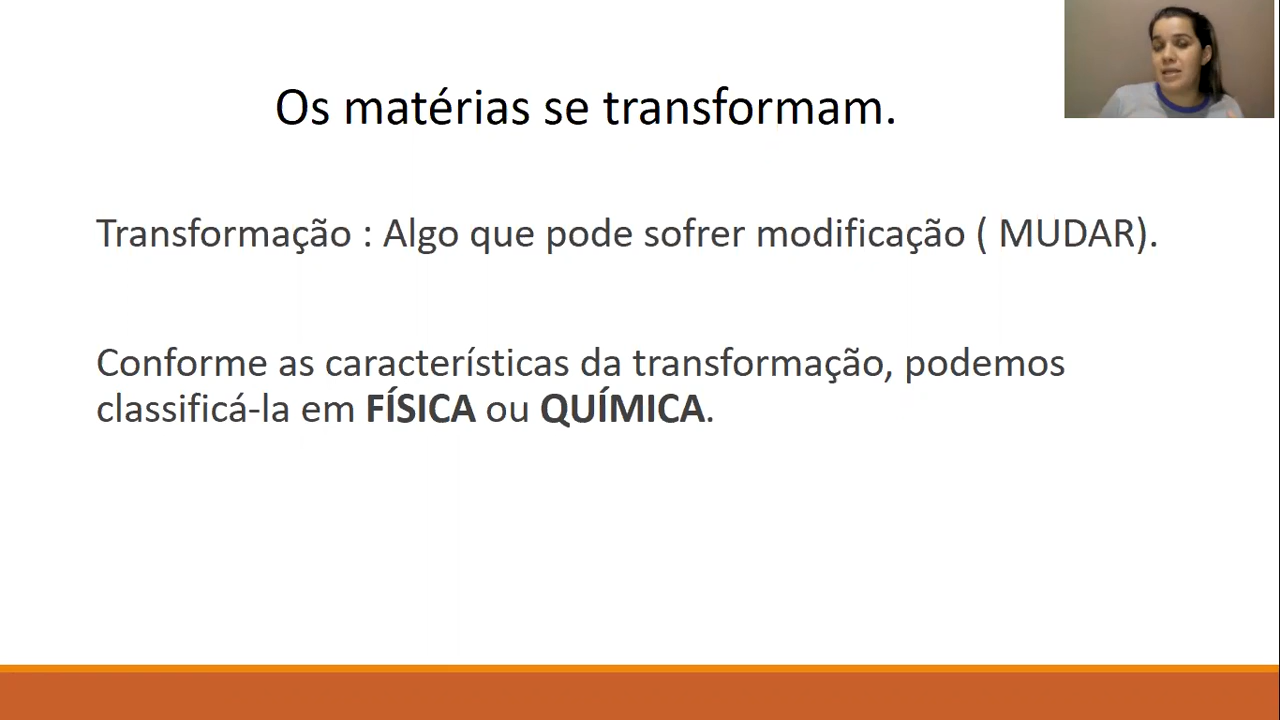 Os matérias se transformam.
Transformação : Algo que pode sofrer modificação ( MUDAR).
Conforme as características da transformação, podemos
classificá-la em FÍSICA ou QUÍMICA.